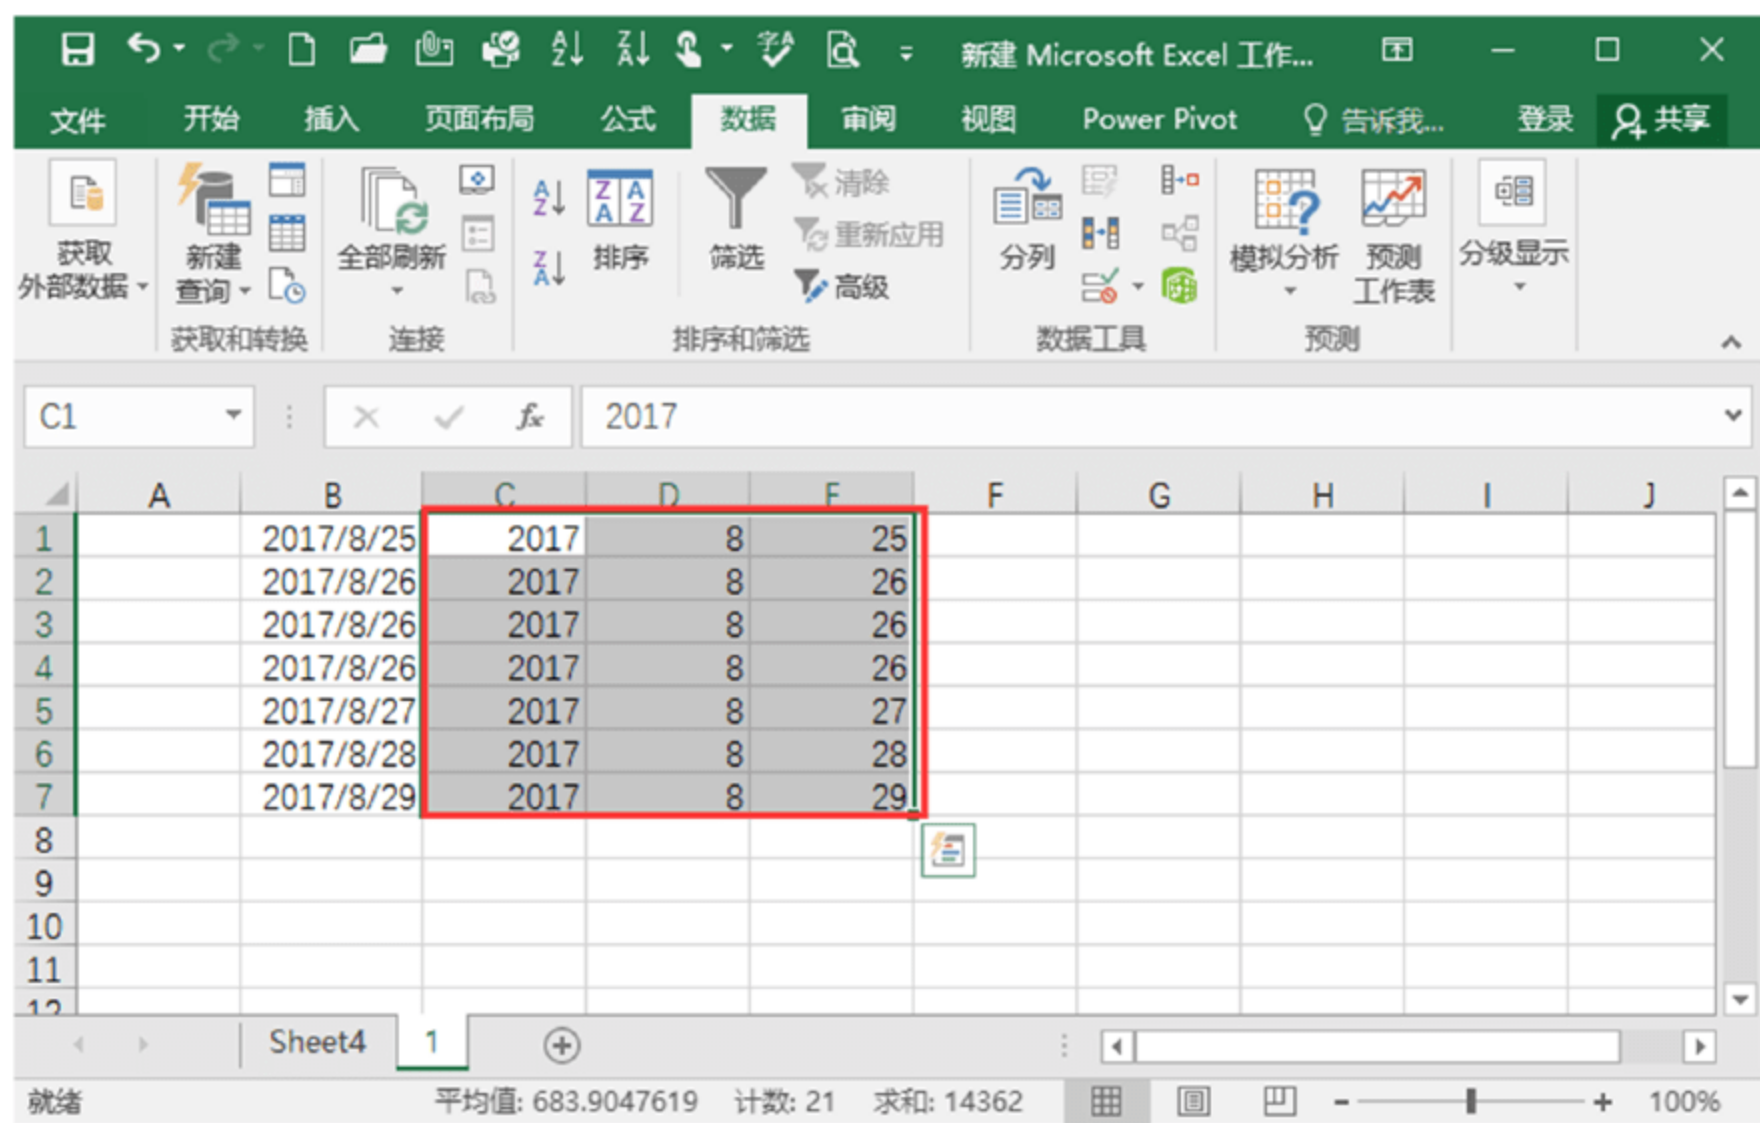 新建 Microsoft Excel 工作...
文件 开始 插入 页面布局 公式 数据 审阅 视图 Power Pivot 告诉我... 登录 共享
获取
外部数据
新建
查询
全部刷新
排序
筛选
清除
重新应用
高级
分列
模拟分析
预测
工作表
分级显示
获取和转换 连接 排序和筛选 数据工具 预测
C1 fx 2017
A B C D E F G H I J
1 2017/8/25 2017 8 25
2 2017/8/26 2017 8 26
3 2017/8/26 2017 8 26
4 2017/8/26 2017 8 26
5 2017/8/27 2017 8 27
6 2017/8/28 2017 8 28
7 2017/8/29 2017 8 29
8
9
10
11
12
Sheet4 1
就绪 平均值: 683.9047619 计数: 21 求和: 14362 100%